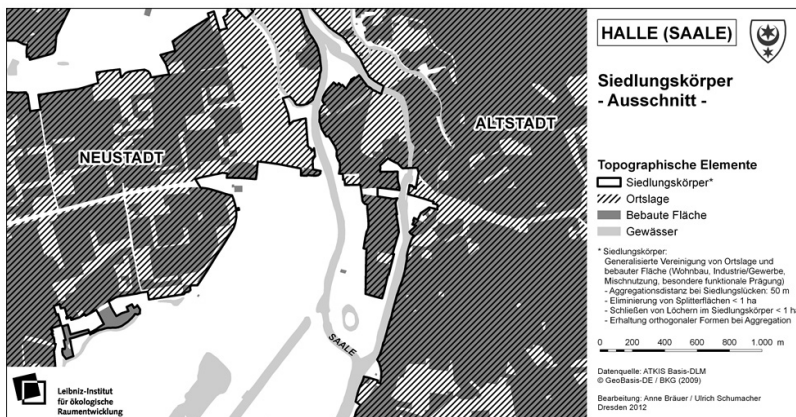 HALLE (SAALE)
Siedlungskörper
- Ausschnitt -
NEUSTADT
ALTSTADT
SAALE
Topographische Elemente
Siedlungskörper*
Ortslage
Bebaute Fläche
Gewässer
* Siedlungskörper:
Generalisierte Vereinigung von Ortslage und
bebauter Fläche (Wohnbau, Industrie/Gewerbe,
Mischnutzung, besondere funktionale Prägung)
- Aggregationsdistanz bei Siedlungslücken: 50 m
- Eliminierung von Splitterflächen < 1 ha
- Schließen von Löchern im Siedlungskörper < 1 ha
- Erhaltung orthogonaler Formen bei Aggregation
0 200 400 600 800 1.000 m
Datenquelle: ATKIS Basis-DLM
© GeoBasis-DE / BKG (2009)
Bearbeitung: Anne Bräuer / Ulrich Schumacher
Dresden 2012
Leibniz-Institut
für ökologische
Raumentwicklung